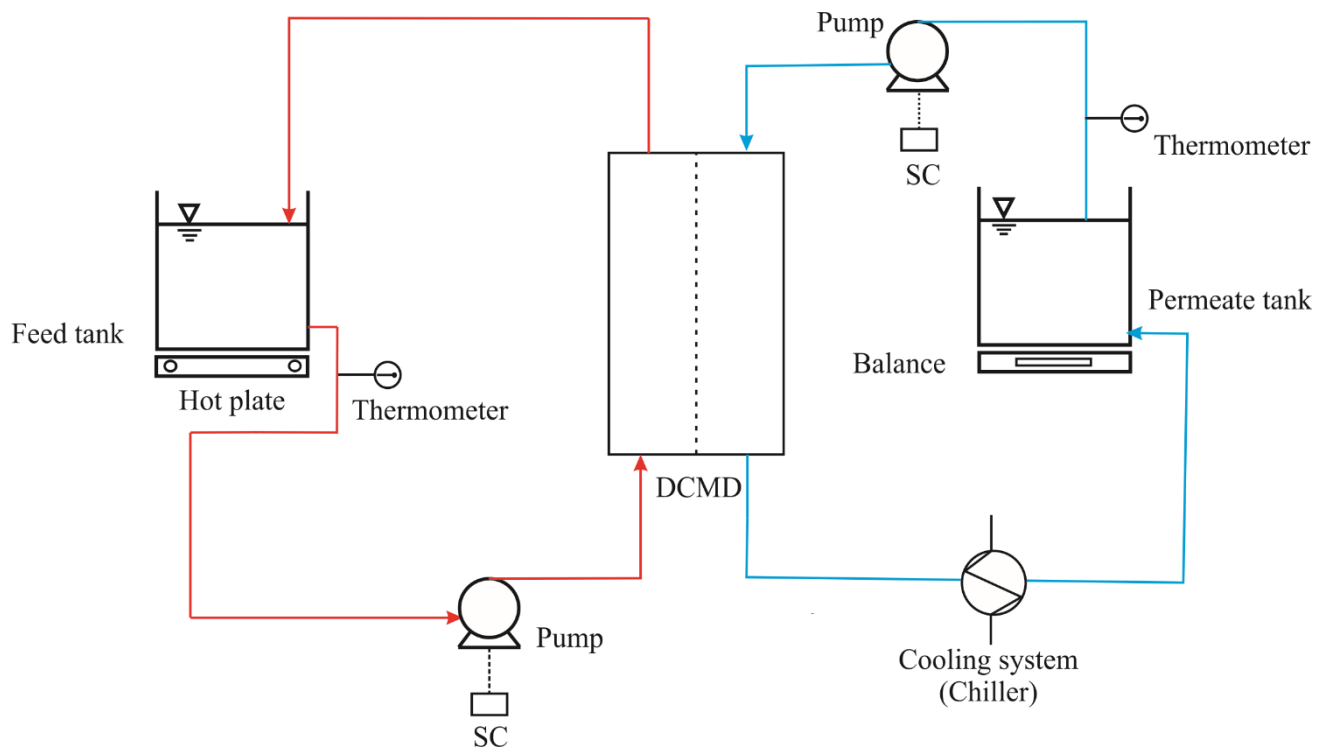 Pump
SC
Thermometer
Feed tank
Hot plate
Thermometer
Permeate tank
Balance
DCMD
Pump
SC
Cooling system
(Chiller)